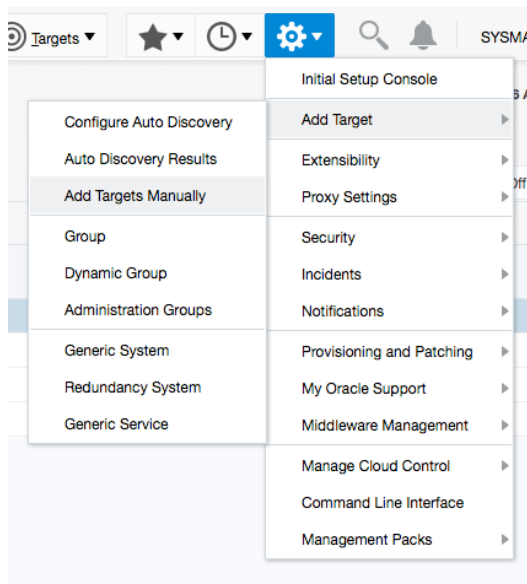 Targets
SYSMA
Initial Setup Console
Add Target
Extensibility
Proxy Settings
Security
Incidents
Notifications
Provisioning and Patching
My Oracle Support
Middleware Management
Manage Cloud Control
Command Line Interface
Management Packs
Configure Auto Discovery
Auto Discovery Results
Add Targets Manually
Group
Dynamic Group
Administration Groups
Generic System
Redundancy System
Generic Service